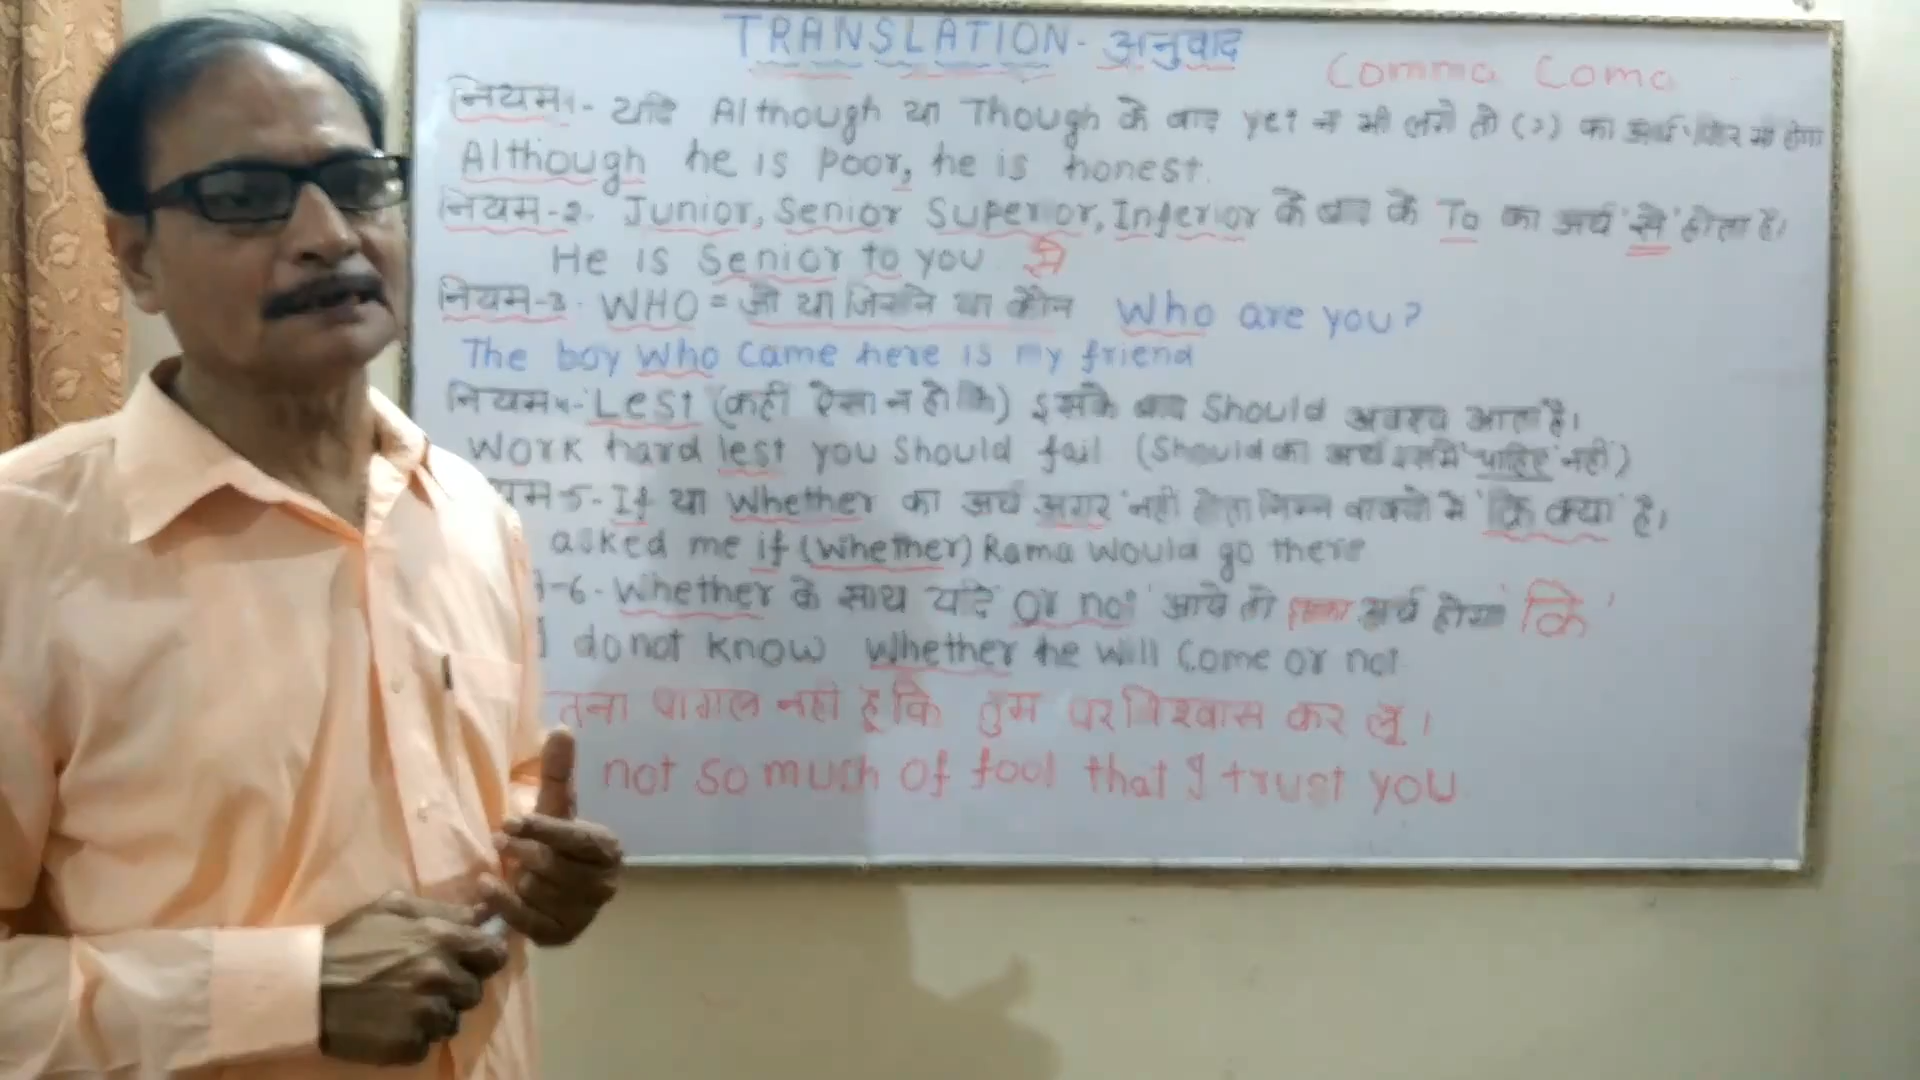 TRANSLATION - अनुवाद
Comma Coma
नियम1- यदि Although या Though के बाद yet न भी लगे तो (,) का अर्थ 'फिर भी' होगा
Although he is poor, he is honest.
नियम-2. Junior, Senior Superior, Inferior के बाद के To का अर्थ 'से' होता है।
He is Senior to you से
नियम-3. WHO = जो या जिसने या कौन Who are you?
The boy who came here is my friend
नियम4- Lest (कहीं ऐसा न हो कि) इसके बाद Should अवश्य आता है।
Work hard lest you should fail (Should का अर्थ इसमें 'चाहिए' नहीं)
यम-5- If या Whether का अर्थ अगर नहीं होता निम्न वाक्यों में 'कि क्या' है।
asked me if (whether) Rama would go there
-6- Whether के साथ यदि 'or not' आये तो इसका अर्थ होगा 'कि'
I do not know whether he will come or not
तना पागल नहीं हूं कि तुम पर विश्वास कर लूं।
not so much of fool that I trust you